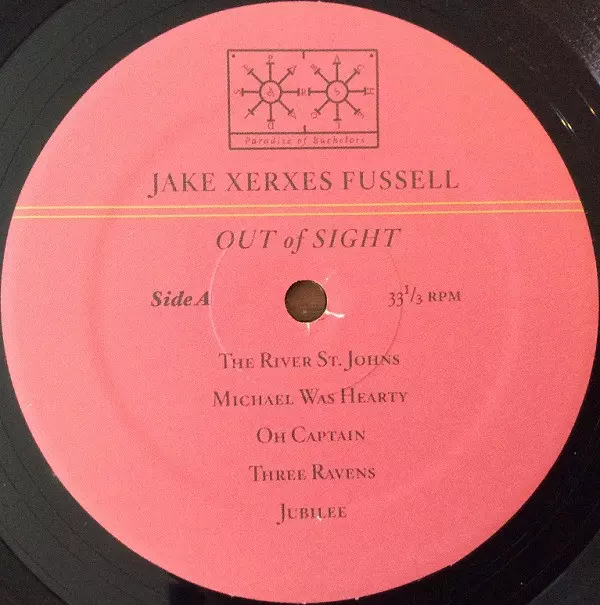 Paradise of Bachelors
JAKE XERXES FUSSELL
OUT of SIGHT
Side A
33 1/3 RPM
THE RIVER ST. JOHNS
MICHAEL WAS HEARTY
OH CAPTAIN
THREE RAVENS
JUBILEE